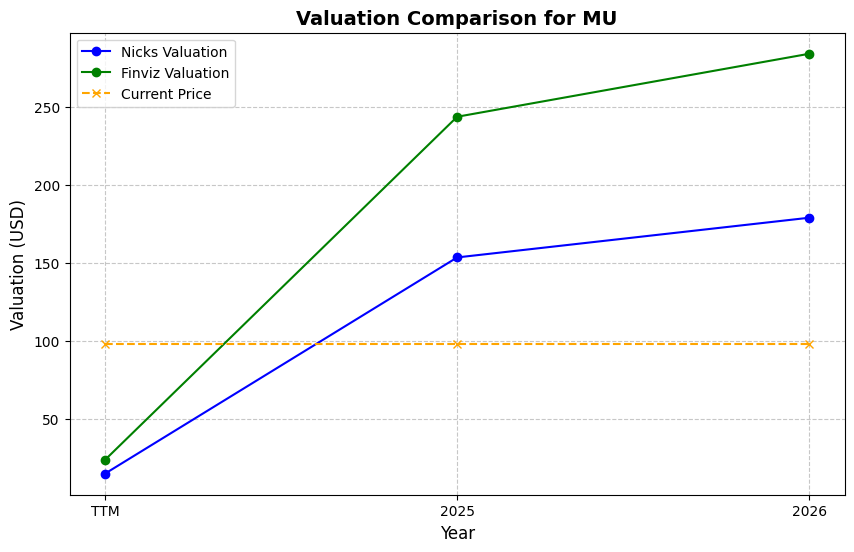 Valuation Comparison for MU
Nicks Valuation
Finviz Valuation
Current Price
Valuation (USD)
250
200
150
100
50
TTM
2025
2026
Year